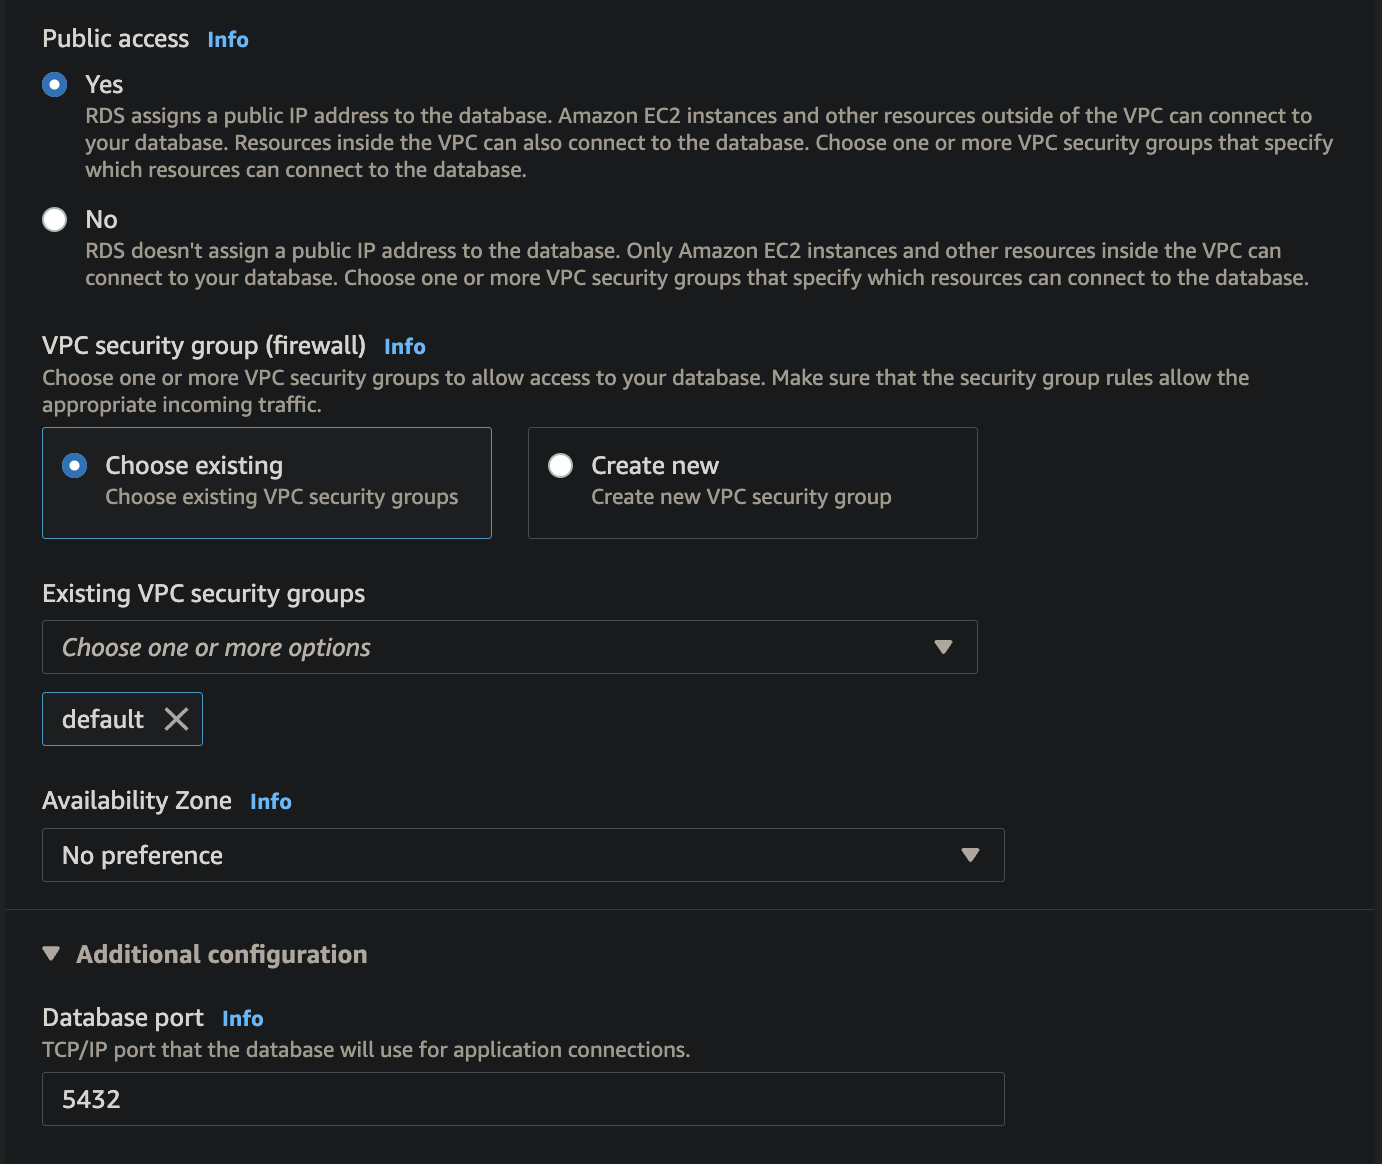 Public access Info
Yes
RDS assigns a public IP address to the database. Amazon EC2 instances and other resources outside of the VPC can connect to
your database. Resources inside the VPC can also connect to the database. Choose one or more VPC security groups that specify
which resources can connect to the database.
No
RDS doesn't assign a public IP address to the database. Only Amazon EC2 instances and other resources inside the VPC can
connect to your database. Choose one or more VPC security groups that specify which resources can connect to the database.
VPC security group (firewall) Info
Choose one or more VPC security groups to allow access to your database. Make sure that the security group rules allow the
appropriate incoming traffic.
Choose existing
Choose existing VPC security groups
Create new
Create new VPC security group
Existing VPC security groups
Choose one or more options
default
Availability Zone Info
No preference
Additional configuration
Database port Info
TCP/IP port that the database will use for application connections.
5432